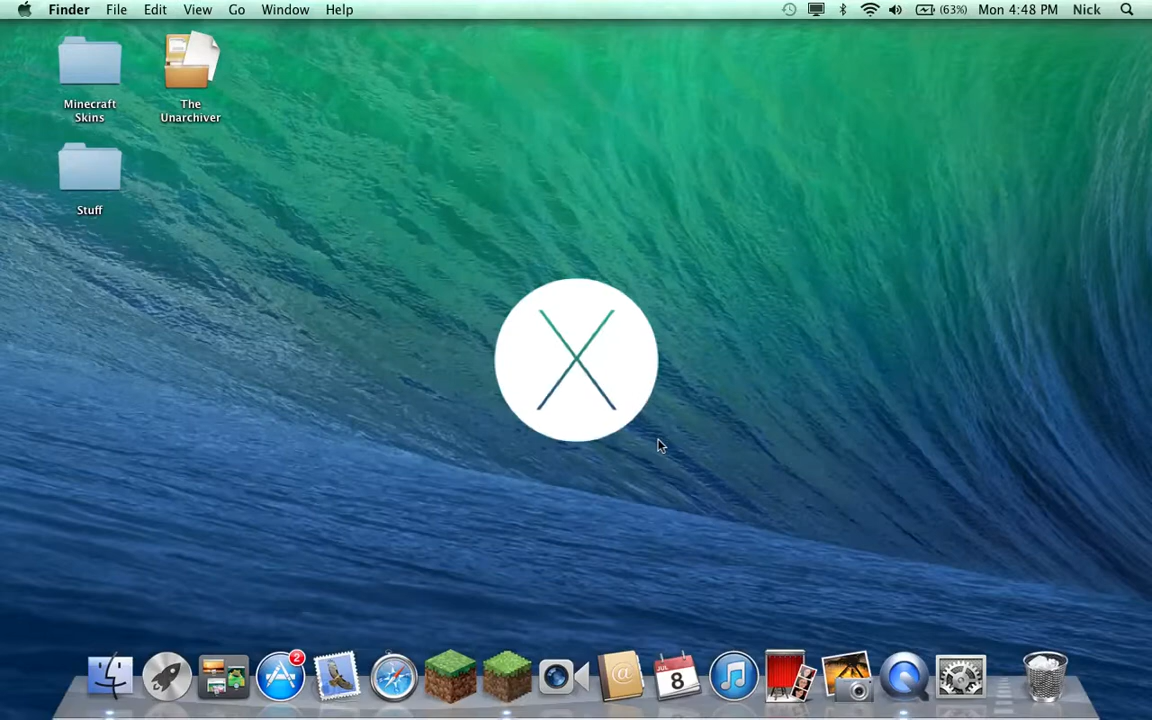 Finder File Edit View Go Window Help (63%) Mon 4:48 PM Nick
Minecraft
Skins
The
Unarchiver
Stuff
X
2
@
JUL
8